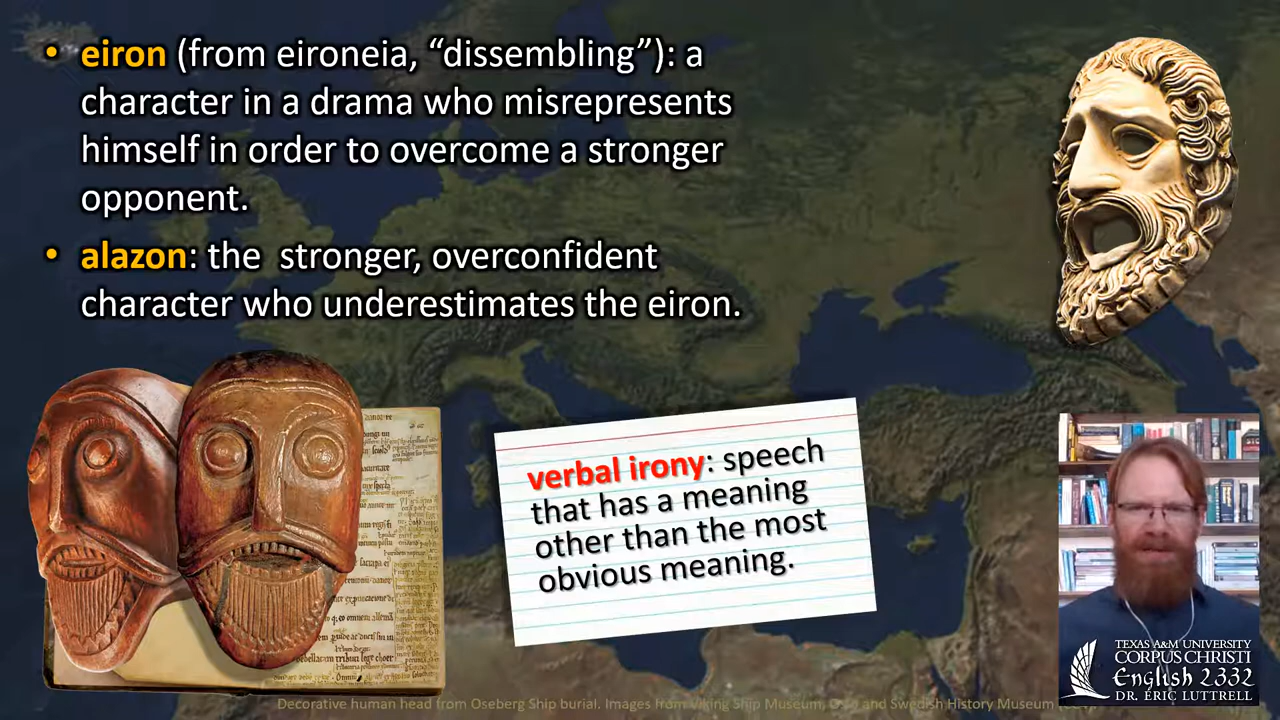 • eiron (from eironeia, “dissembling”): a
character in a drama who misrepresents
himself in order to overcome a stronger
opponent.
• alazon: the  stronger, overconfident
character who underestimates the eiron.
verbal irony: speech
that has a meaning
other than the most
obvious meaning.
TEXAS A&M UNIVERSITY
CORPUS CHRISTI
English 2332
DR. ERIC LUTTRELL
Decorative human head from Oseberg Ship burial. Images from Viking Ship Museum, and Swedish History Museum